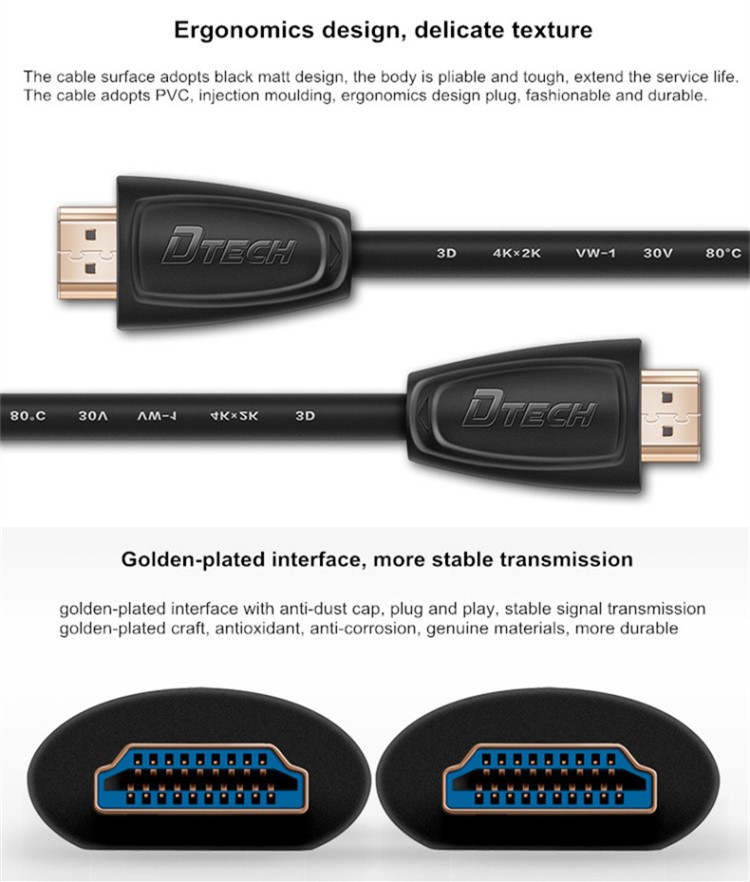 Ergonomics design, delicate texture
The cable surface adopts black matt design, the body is pliable and tough, extend the service life.
The cable adopts PVC, injection moulding, ergonomics design plug, fashionable and durable.
DTECH
3D 4K×2K VW-1 30V 80°C
80°C 30V VW-1 4K×2K 3D
DTECH
Golden-plated interface, more stable transmission
golden-plated interface with anti-dust cap, plug and play, stable signal transmission
golden-plated craft, antioxidant, anti-corrosion, genuine materials, more durable